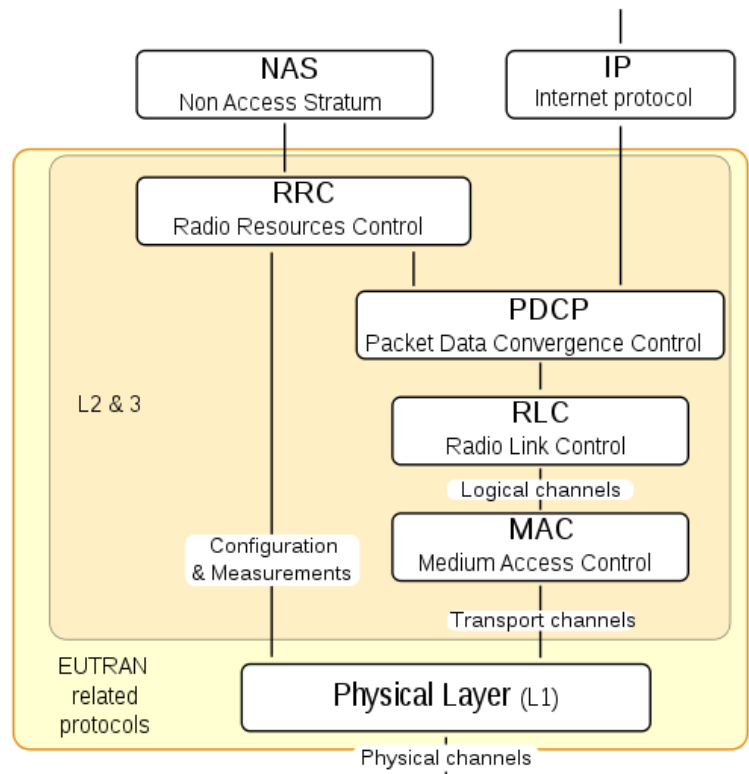 NAS
Non Access Stratum
IP
Internet protocol
RRC
Radio Resources Control
PDCP
Packet Data Convergence Control
L2 & 3
RLC
Radio Link Control
Logical channels
MAC
Medium Access Control
Configuration
& Measurements
Transport channels
EUTRAN
related
protocols
Physical Layer (L1)
Physical channels